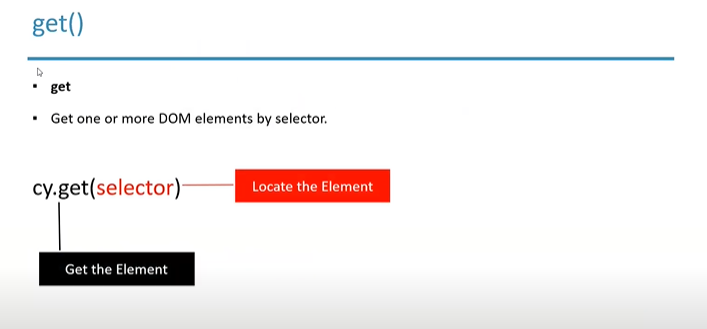 get()
get
Get one or more DOM elements by selector.
cy.get(selector)
Locate the Element
Get the Element